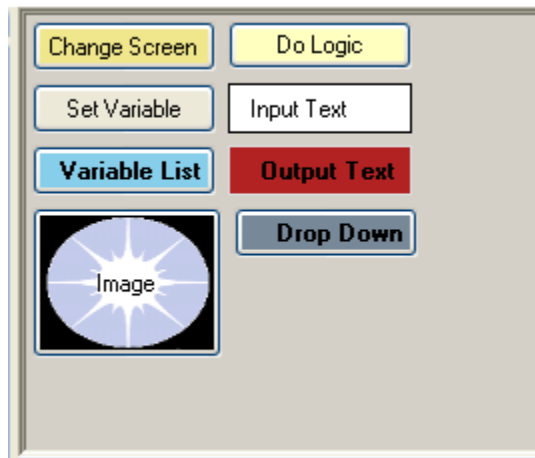 Change Screen
Do Logic
Set Variable
Input Text
Variable List
Output Text
Image
Drop Down